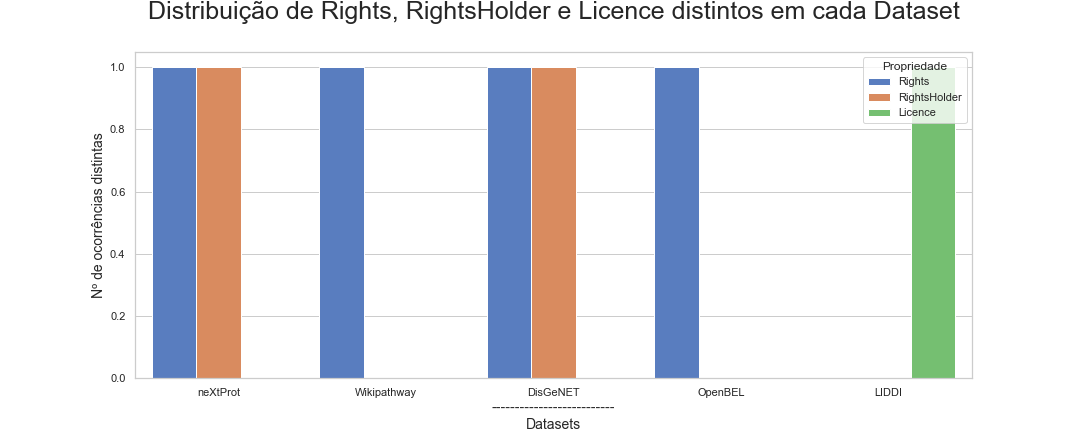 Distribuição de Rights, RightsHolder e Licence distintos em cada Dataset
Propriedade
Rights
RightsHolder
Licence
Nº de ocorrências distintas
1.0
0.8
0.6
0.4
0.2
0.0
neXtProt Wikipathway DisGeNET OpenBEL LIDDI
--------------------------
Datasets